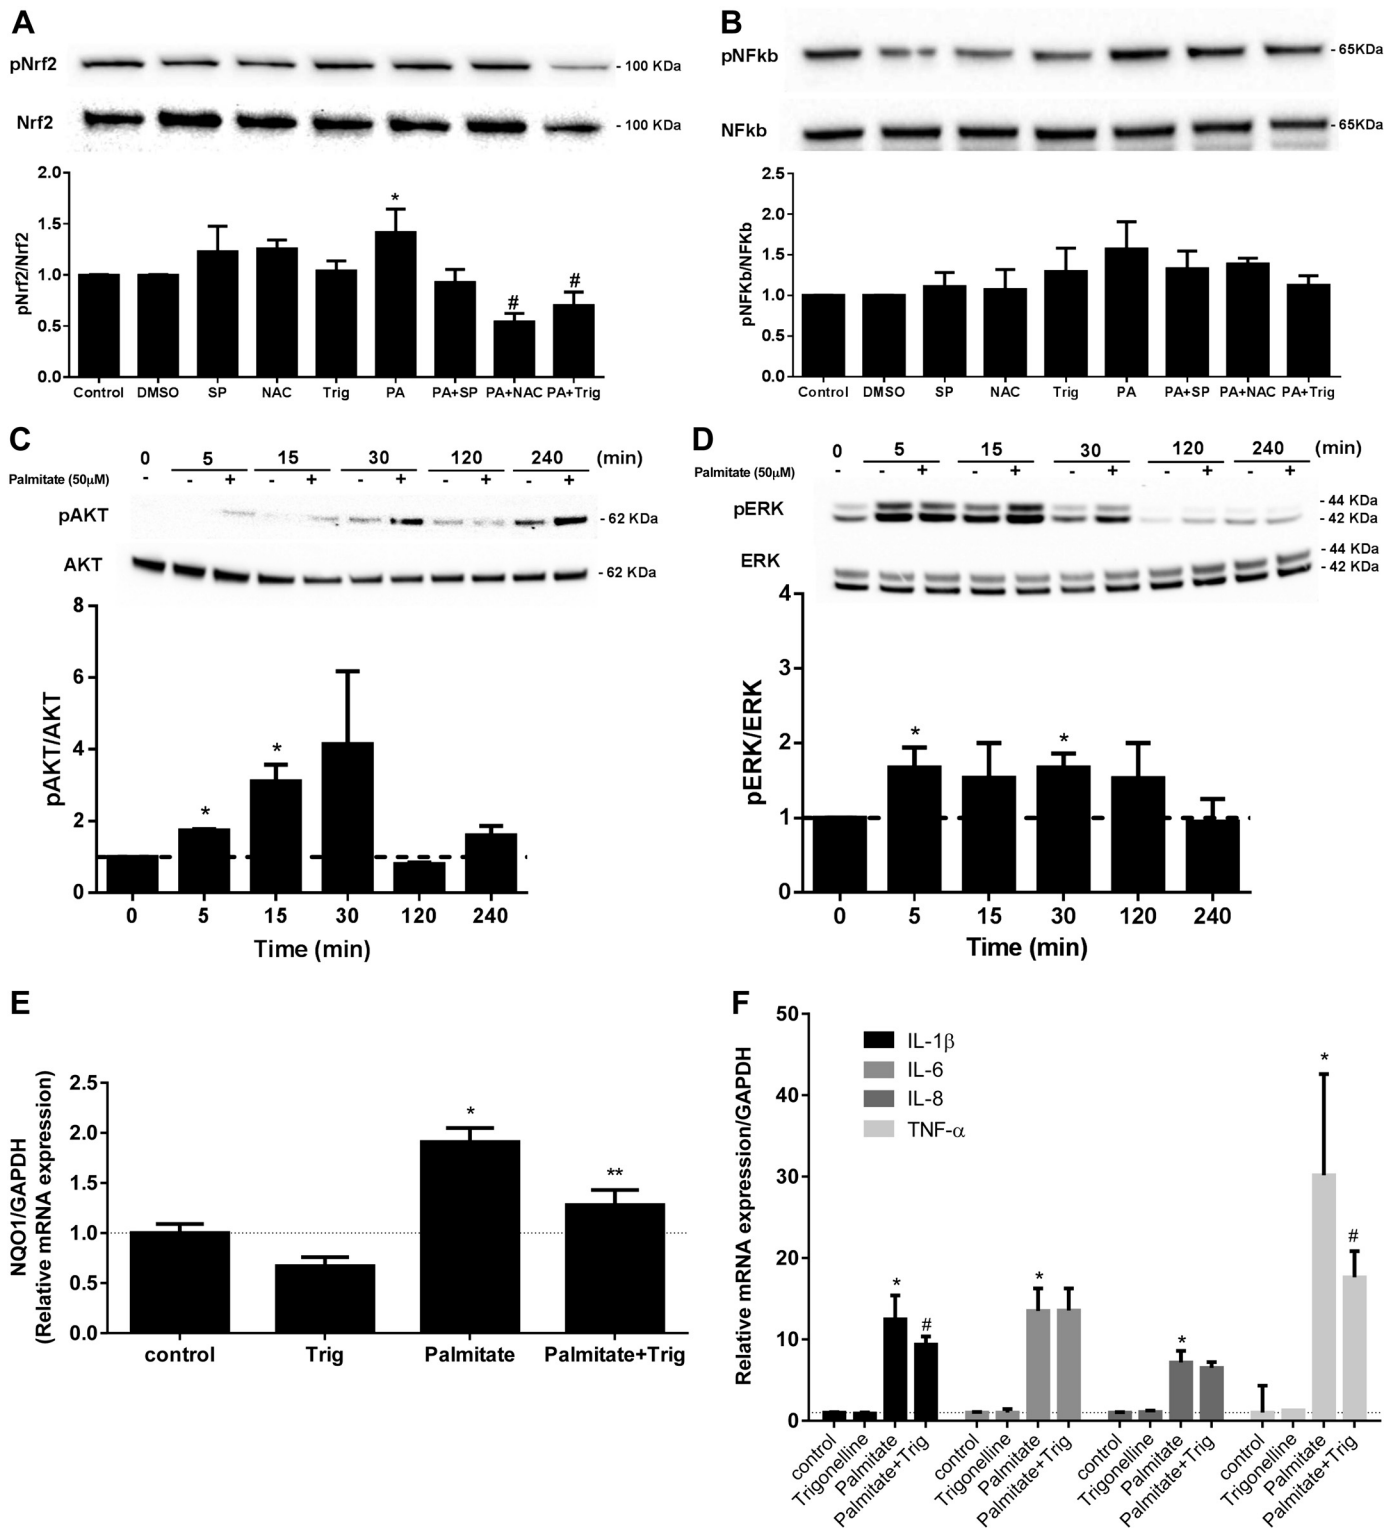 A
pNrf2
- 100 KDa
Nrf2
- 100 KDa
2.0
1.5
1.0
0.5
0.0
pNrf2/Nrf2
*
#
#
Control DMSO SP NAC Trig PA PA+SP PA+NAC PA+Trig
B
pNFkb
- 65KDa
NFkb
- 65KDa
2.5
2.0
1.5
1.0
0.5
0.0
pNFKb/NFKb
Control DMSO SP NAC Trig PA PA+SP PA+NAC PA+Trig
C
0 5 15 30 120 240 (min)
Palmitate (50µM) - - + - + - + - + - +
pAKT
- 62 KDa
AKT
- 62 KDa
8
6
4
2
0
pAKT/AKT
*
*
0 5 15 30 120 240
Time (min)
D
0 5 15 30 120 240 (min)
Palmitate (50µM) - - + - + - + - + - +
pERK
- 44 KDa
- 42 KDa
ERK
- 44 KDa
- 42 KDa
4
3
2
1
0
pERK/ERK
*
*
0 5 15 30 120 240
Time (min)
E
2.5
2.0
1.5
1.0
0.5
0.0
NQO1/GAPDH
(Relative mRNA expression)
*
**
control Trig Palmitate Palmitate+Trig
F
50
40
30
20
10
0
Relative mRNA expression/GAPDH
IL-1β
IL-6
IL-8
TNF-α
*
#
*
*
*
#
control
Trigonelline
Palmitate
Palmitate+Trig
control
Trigonelline
Palmitate
Palmitate+Trig
control
Trigonelline
Palmitate
Palmitate+Trig
control
Trigonelline
Palmitate
Palmitate+Trig